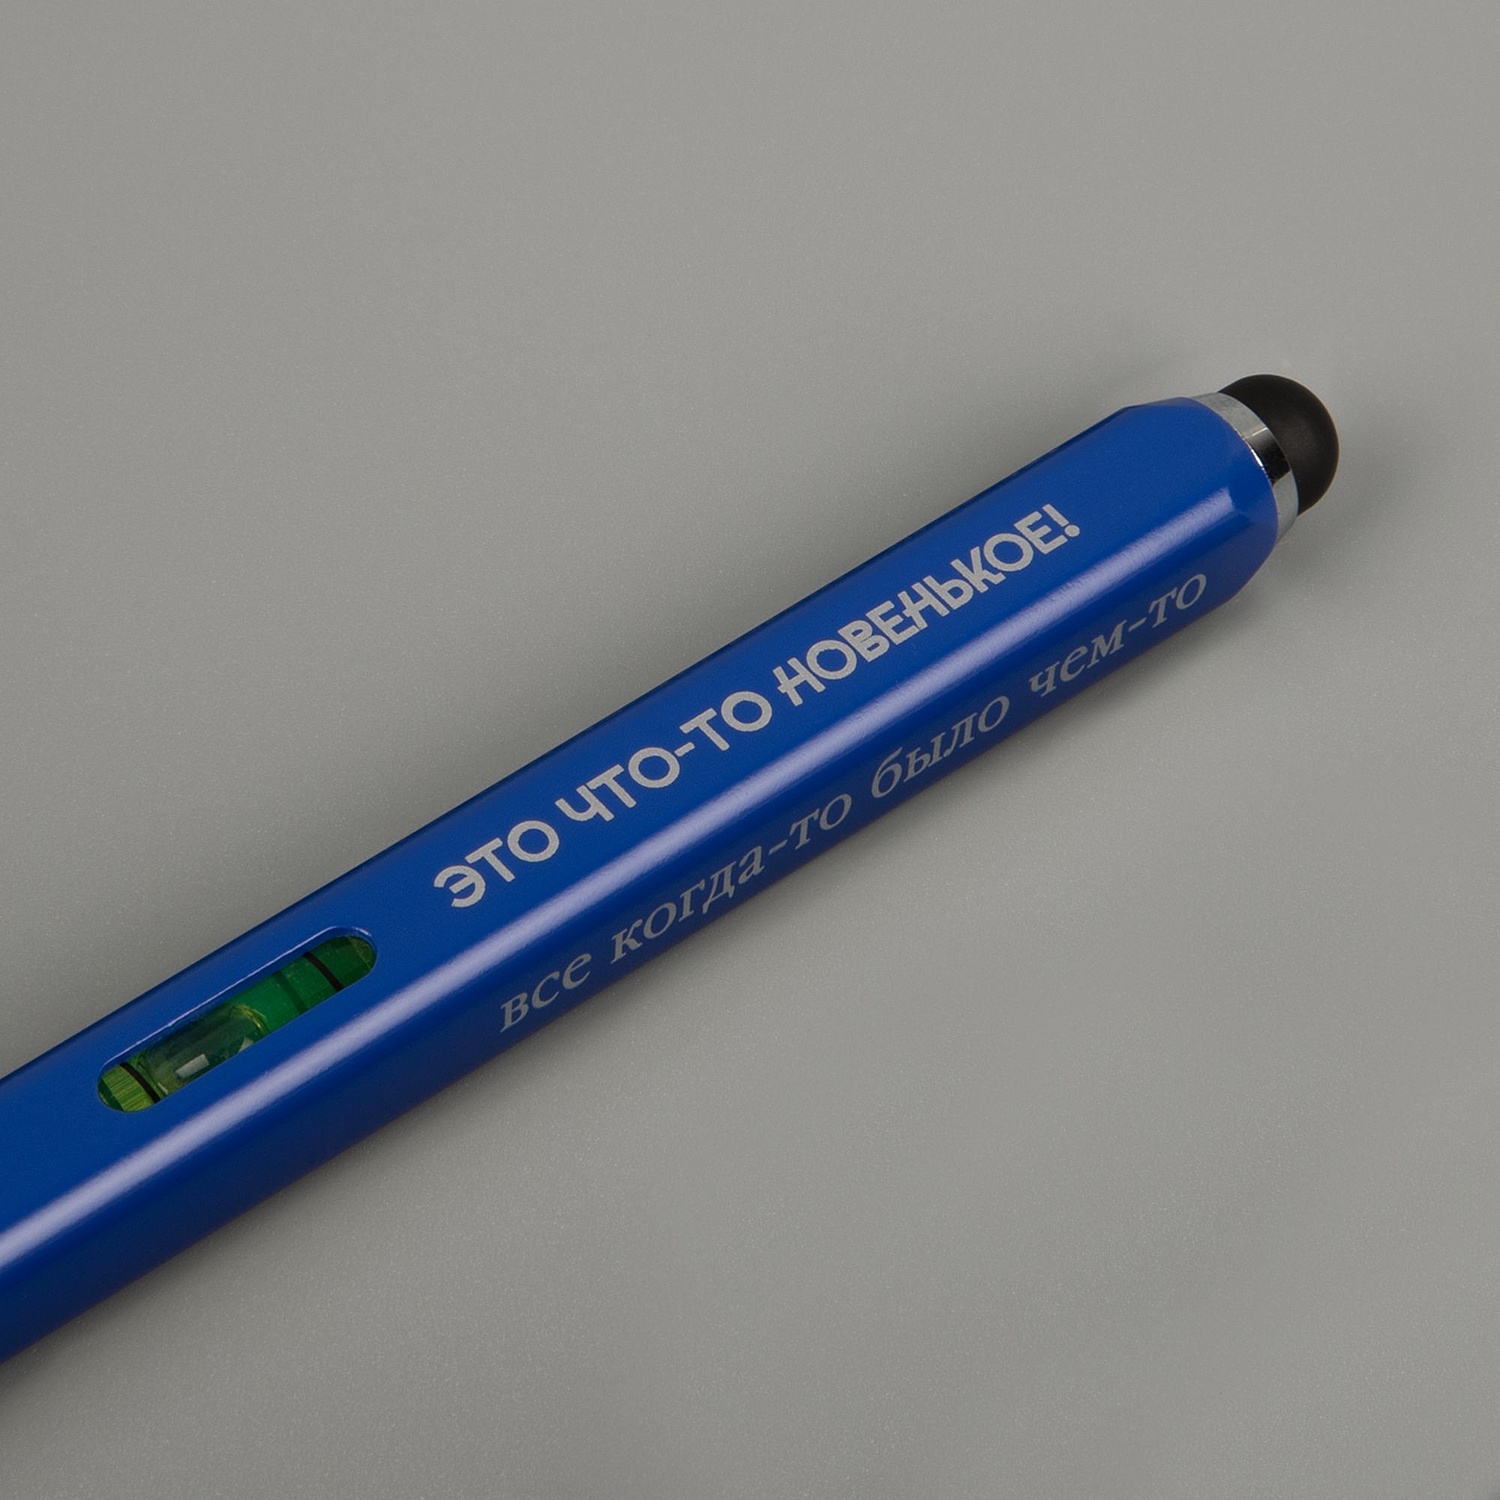 ЭТО ЧТО-ТО НОВЕНЬКОЕ!
все когда-то было чем-то